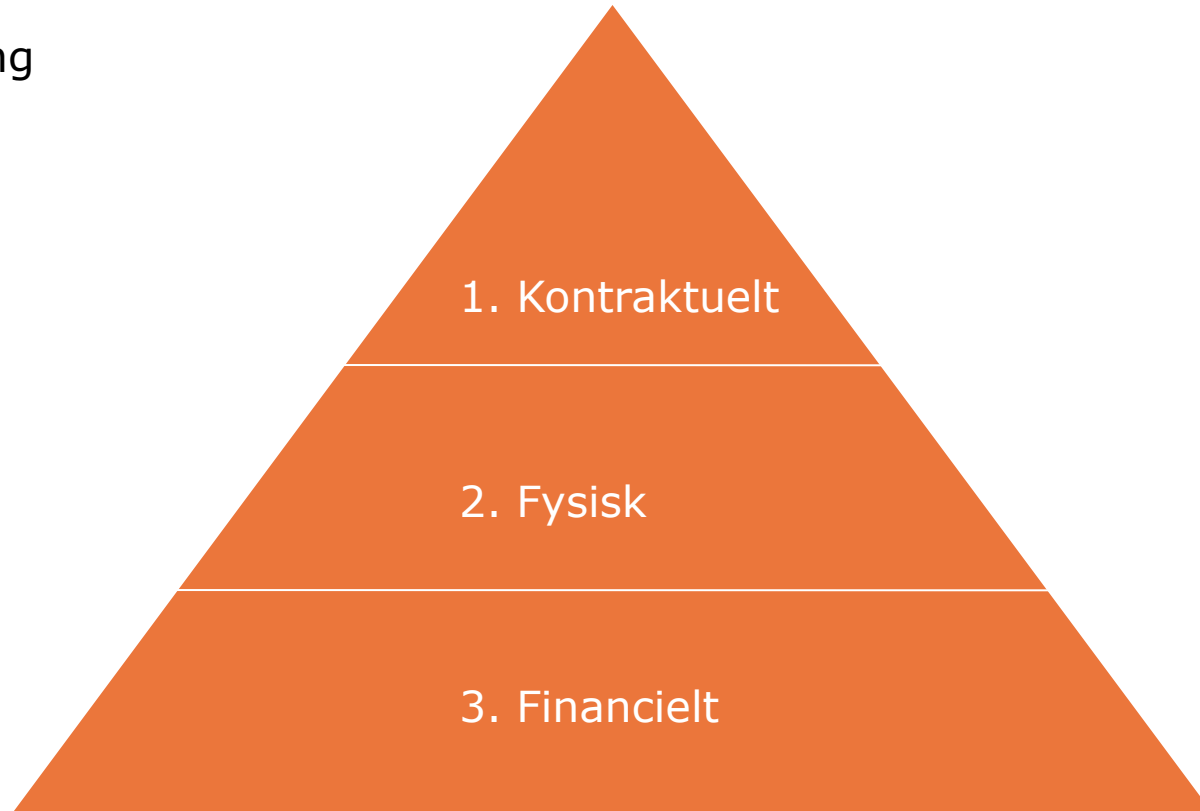 ng
1. Kontraktuelt
2. Fysisk
3. Financielt